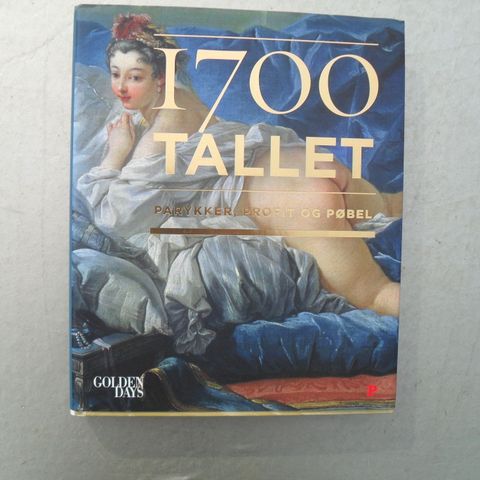 1700
TALLET
PARYKKER, PROFIT OG PØBEL
GOLDEN
DAYS
P